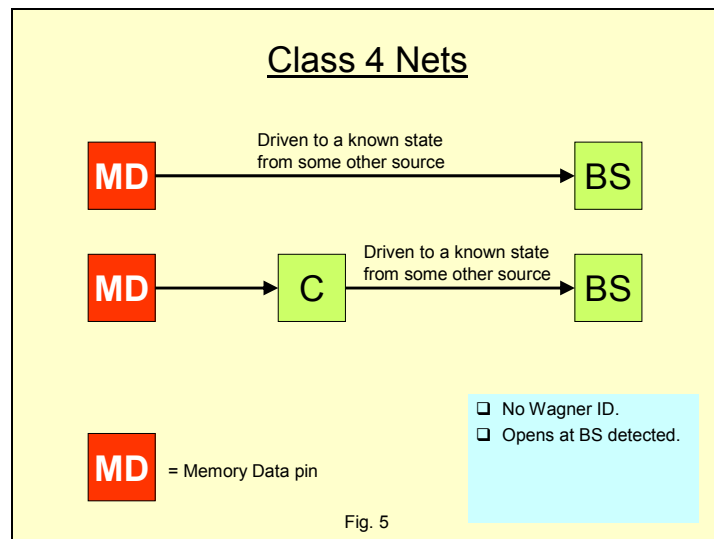 Class 4 Nets
Driven to a known state
from some other source
MD
BS
Driven to a known state
from some other source
MD
C
BS
❑ No Wagner ID.
❑ Opens at BS detected.
MD
= Memory Data pin
Fig. 5